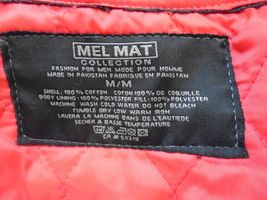 MEL MAT
COLLECTION
FASHION FOR MEN MODE POUR HOMME
MADE IN PAKISTAN FABRIQUE EN PAKISTAN
M/M
SHELL: 100% COTTON COTON 100% DE COQUILLE
BODY LINING: 100% POLYESTER FILL: 100% POLYESTER
MACHINE WASH COLD WATER DO NOT BLEACH
TUMBLE DRY LOW WARM IRON
LAVERA LA MACHINE DANS DE L'EAUTIEDE
SECHER A BASSE TEMPERATURE
CA # 50319